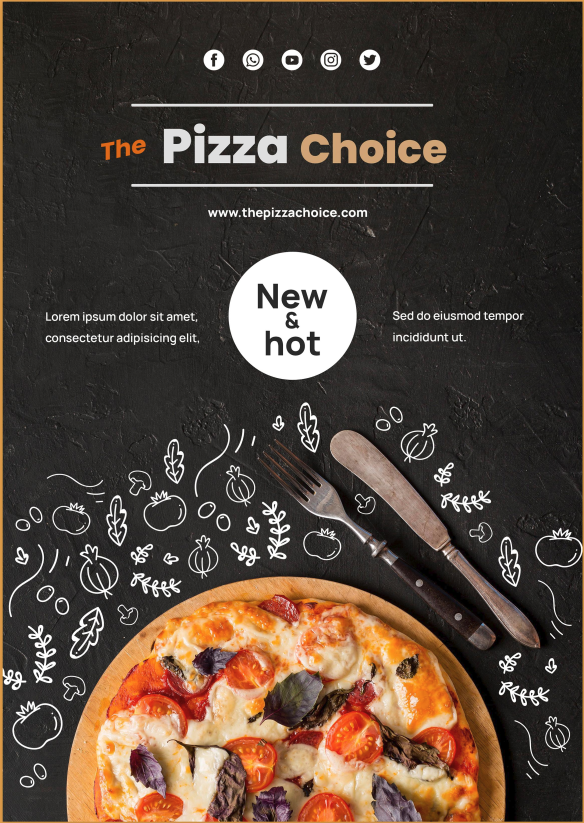 The Pizza Choice
www.thepizzachoice.com
New
&
hot
Lorem ipsum dolor sit amet,
consectetur adipisicing elit,
Sed do eiusmod tempor
incididunt ut.